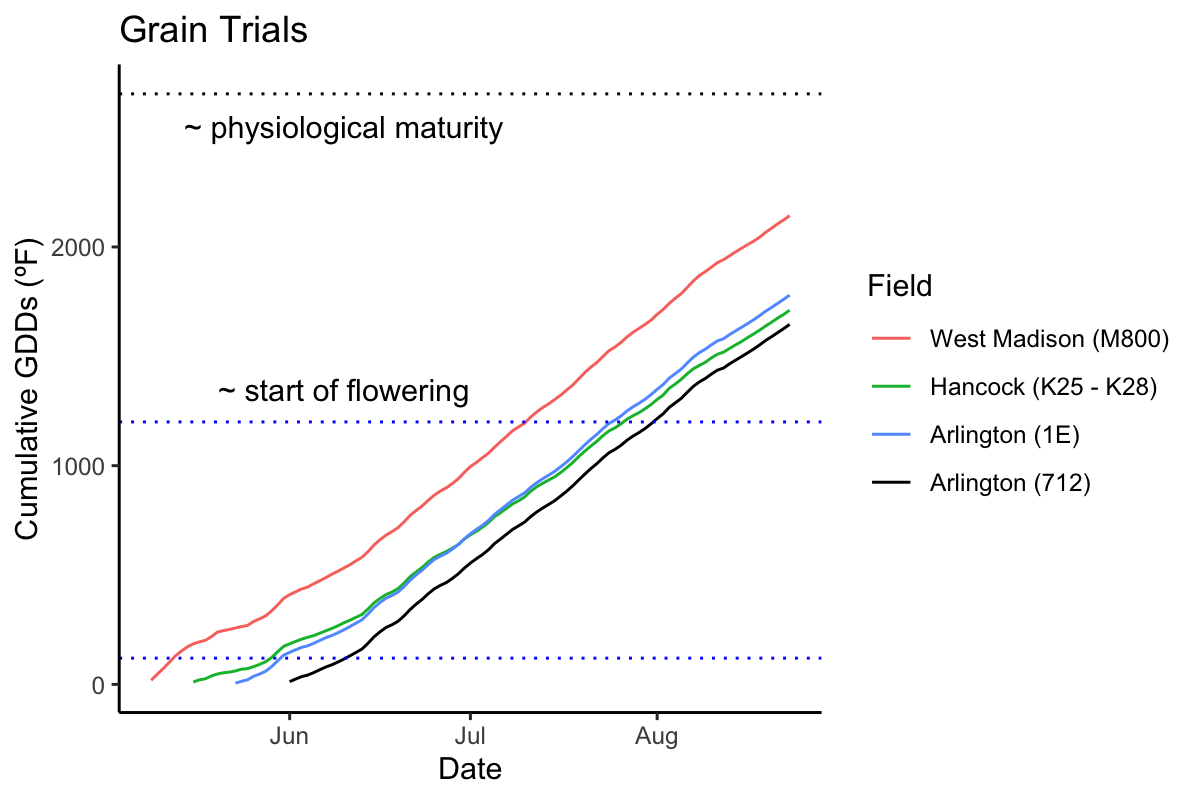 Grain Trials
~ physiological maturity
~ start of flowering
Cumulative GDDs (ºF)
2000
1000
0
Jun
Jul
Aug
Date
Field
West Madison (M800)
Hancock (K25 - K28)
Arlington (1E)
Arlington (712)